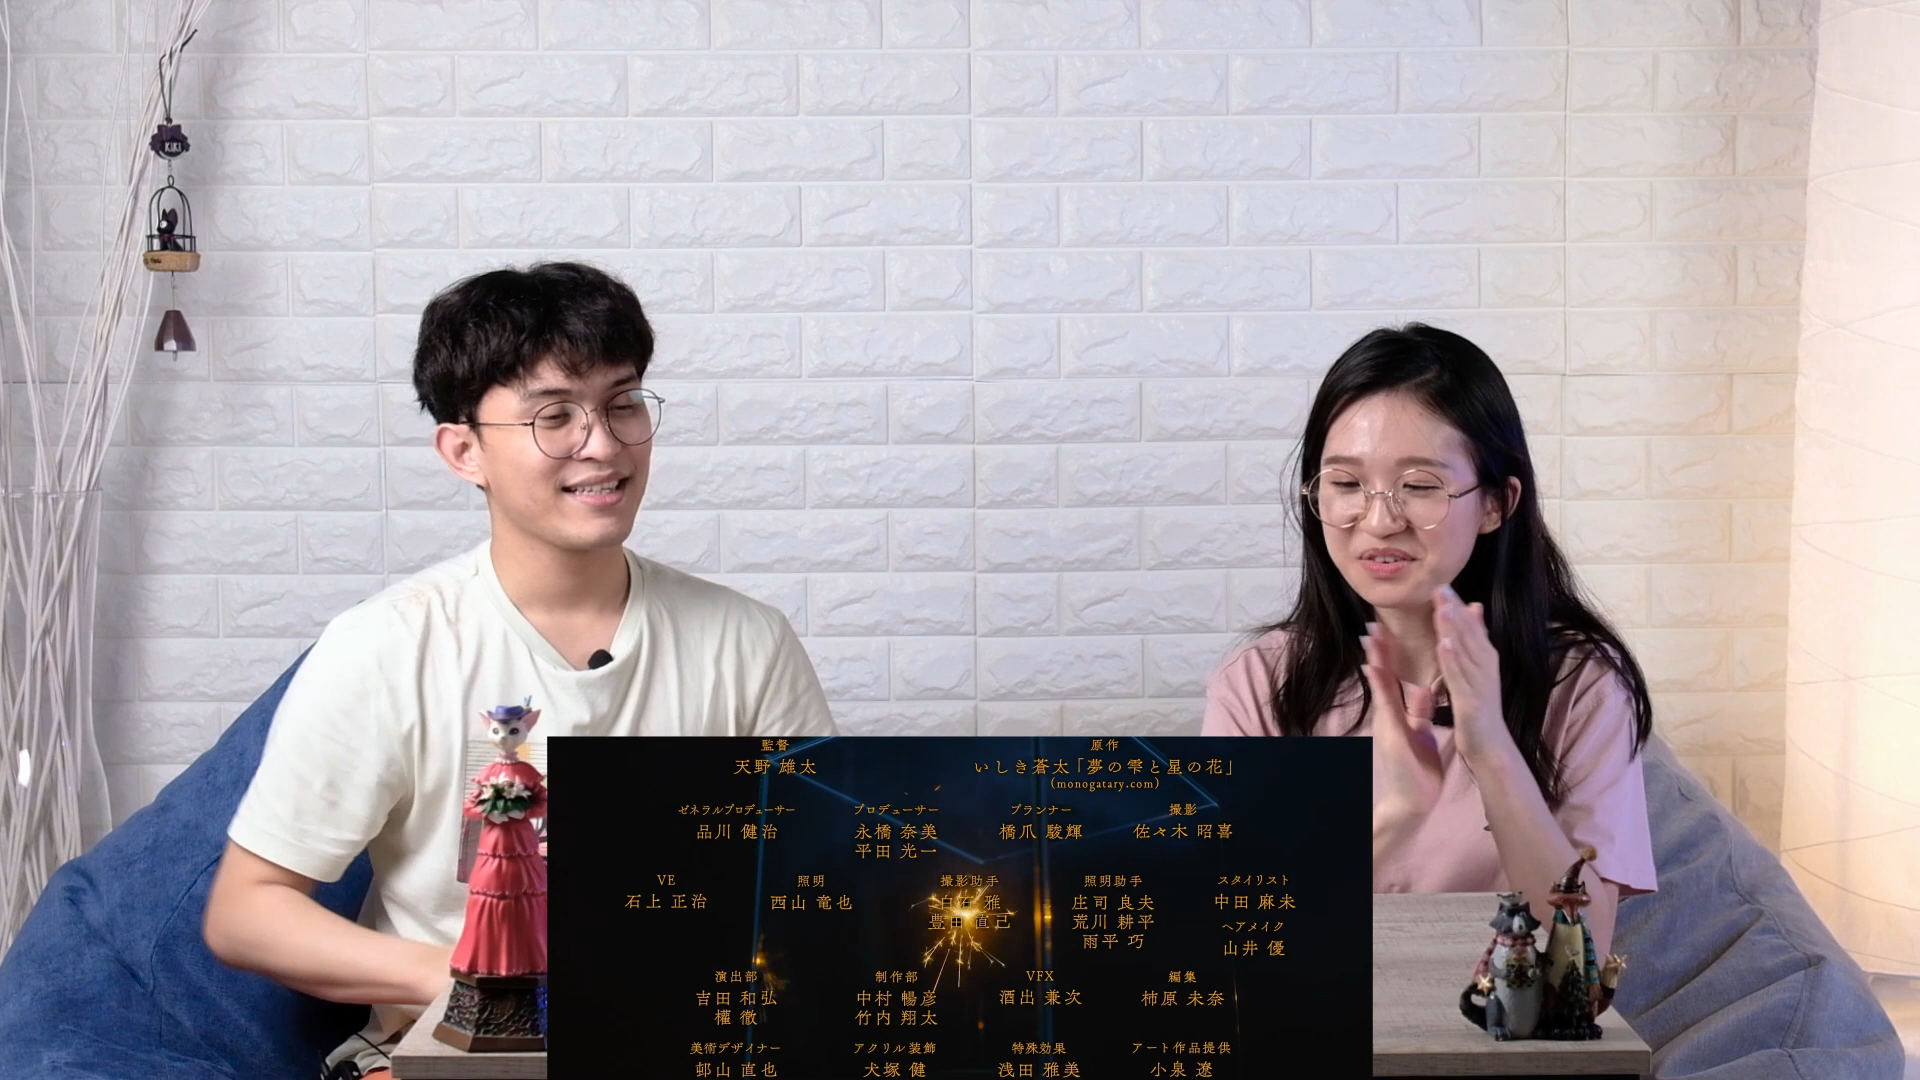 KIKI
監督
天野 雄太
原作
いしき蒼太「夢の雫と星の花」
(monogatary.com)
ゼネラルプロデューサー
品川 健治
プロデューサー
永橋 奈美
平田 光一
プランナー
橋爪 駿輝
撮影
佐々木 昭喜
VE
石上 正治
照明
西山 竜也
撮影助手
白石 雅
豊田 直己
照明助手
庄司 良夫
荒川 耕平
雨平 巧
スタイリスト
中田 麻未
ヘアメイク
山井 優
演出部
吉田 和弘
權 徹
制作部
中村 暢彦
竹内 翔太
VFX
酒出 兼次
編集
柿原 未奈
美術デザイナー
邨山 直也
アクリル装飾
犬塚 健
特殊効果
浅田 雅美
アート作品提供
小泉 遼